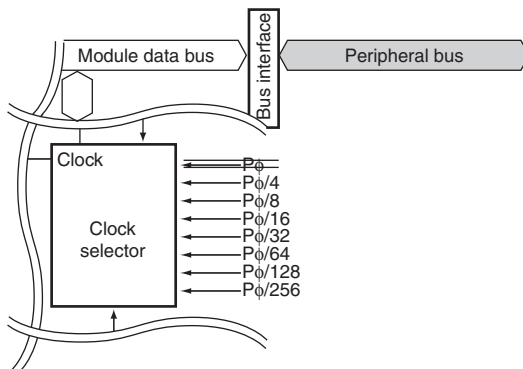 Module data bus
Bus interface
Peripheral bus
Clock
Clock
selector
Pϕ
Pϕ/4
Pϕ/8
Pϕ/16
Pϕ/32
Pϕ/64
Pϕ/128
Pϕ/256